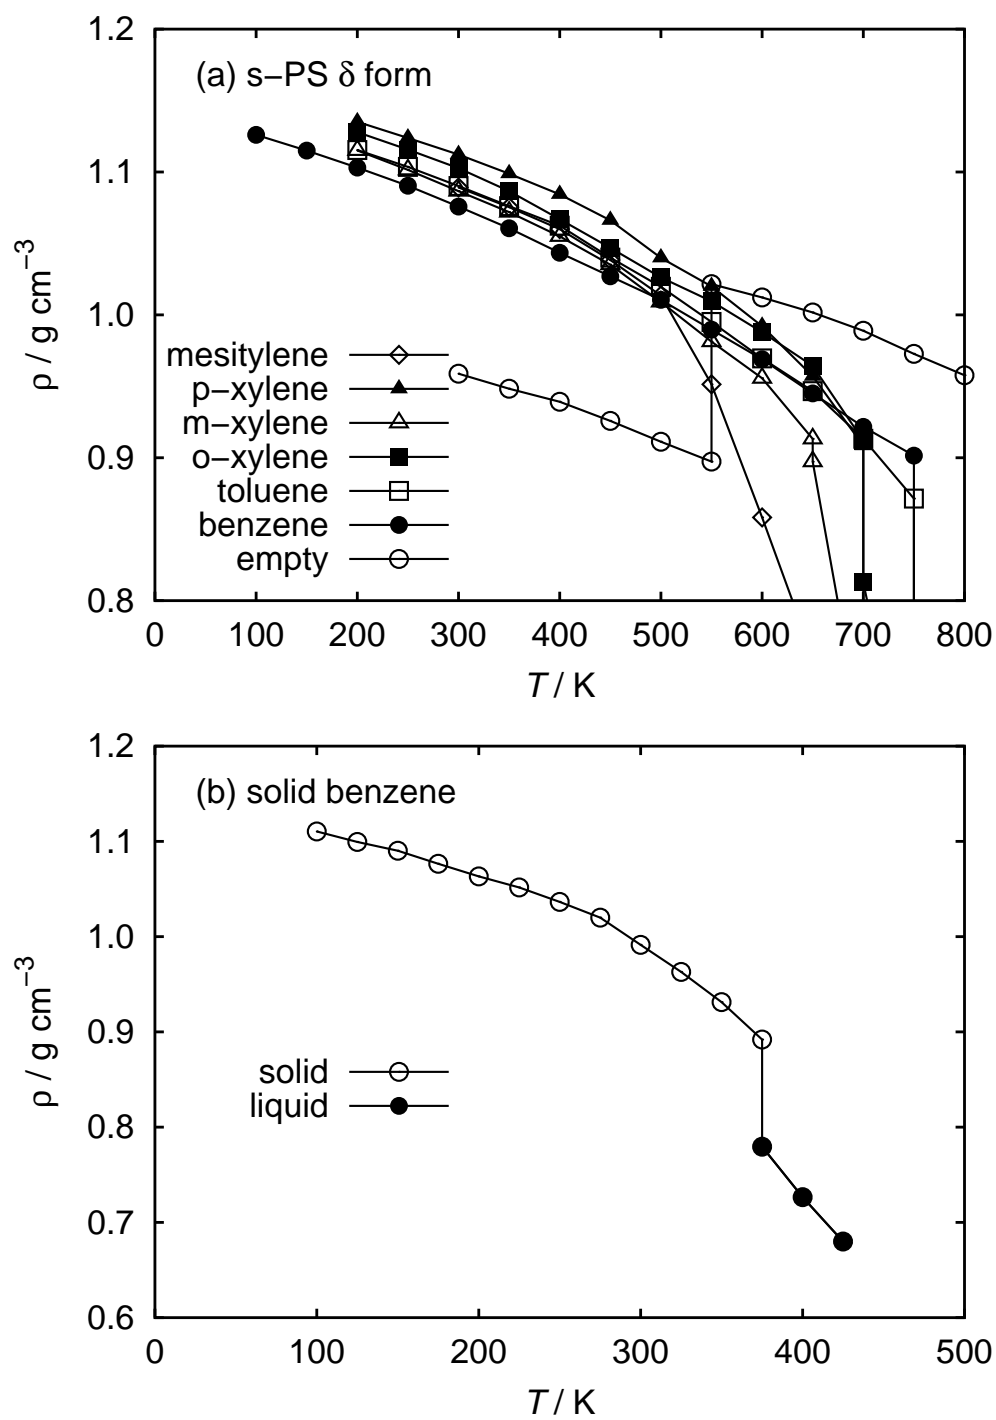 1.2
(a) s−PS δ form
1.1
ρ / g cm−3
1.0
mesitylene
p−xylene
m−xylene
0.9
o−xylene
toluene
benzene
empty
0.8
0 100 200 300 400 500 600 700 800
T / K
1.2
(b) solid benzene
1.1
1.0
ρ / g cm−3
0.9
solid
liquid
0.8
0.7
0.6
0 100 200 300 400 500
T / K